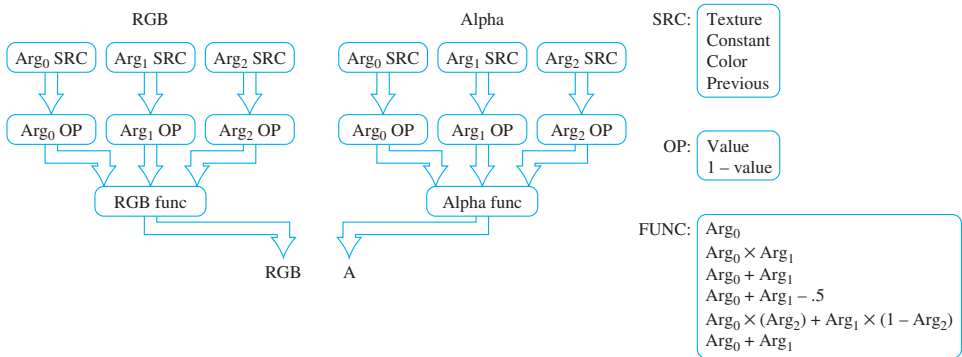 RGB
Alpha
SRC:
Texture
Constant
Color
Previous
Arg₀ SRC
Arg₁ SRC
Arg₂ SRC
Arg₀ SRC
Arg₁ SRC
Arg₂ SRC
Arg₀ OP
Arg₁ OP
Arg₂ OP
Arg₀ OP
Arg₁ OP
Arg₂ OP
OP:
Value
1 – value
RGB func
Alpha func
RGB
A
FUNC:
Arg₀
Arg₀ × Arg₁
Arg₀ + Arg₁
Arg₀ + Arg₁ – .5
Arg₀ × (Arg₂) + Arg₁ × (1 – Arg₂)
Arg₀ + Arg₁